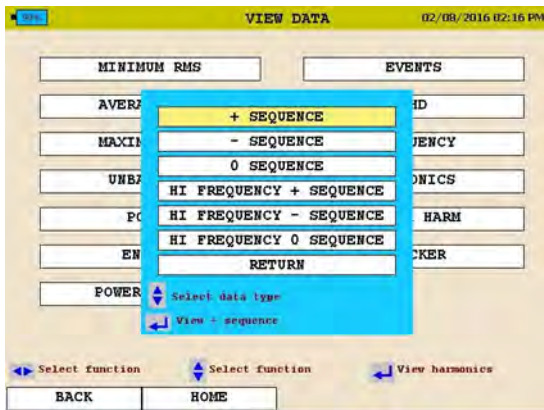 93% VIEW DATA 02/08/2016 02:16 PM
MINIMUM RMS EVENTS
AVERA HD
+ SEQUENCE
MAXIM UENCY
- SEQUENCE
0 SEQUENCE
UNBA ONICS
HI FREQUENCY + SEQUENCE
PO HARM
HI FREQUENCY - SEQUENCE
HI FREQUENCY 0 SEQUENCE
EN CKER
RETURN
POWER
Select data type
View + sequence
Select function Select function View harmonics
BACK HOME